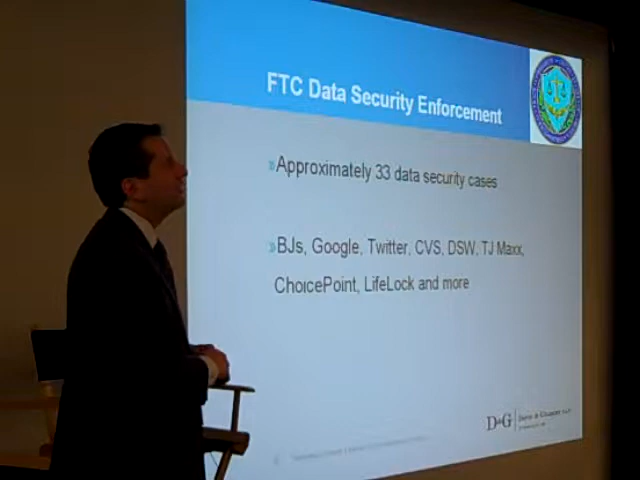 FTC Data Security Enforcement
»Approximately 33 data security cases
»BJs, Google, Twitter, CVS, DSW, TJ Maxx,
ChoicePoint, LifeLock and more
D&G